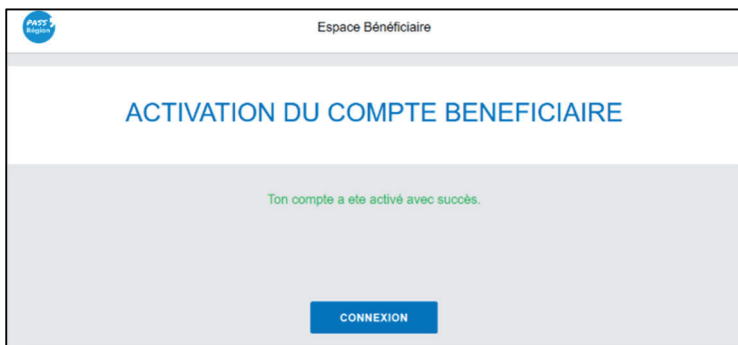 PASS'
Région
Espace Bénéficiaire
ACTIVATION DU COMPTE BENEFICIAIRE
Ton compte a ete activé avec succès.
CONNEXION